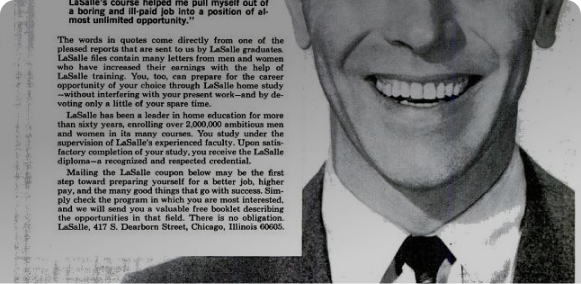 LaSalle's course helped me pull myself out of
a boring and ill-paid job into a position of al-
most unlimited opportunity."
The words in quotes come directly from one of the
pleased reports that are sent to us by LaSalle graduates.
LaSalle files contain many letters from men and women
who have increased their earnings with the help of
LaSalle training. You, too, can prepare for the career
opportunity of your choice through LaSalle home study
—without interfering with your present work—and by de-
voting only a little of your spare time.
LaSalle has been a leader in home education for more
than sixty years, enrolling over 2,000,000 ambitious men
and women in its many courses. You study under the
supervision of LaSalle's experienced faculty. Upon satis-
factory completion of your study, you receive the LaSalle
diploma—a recognized and respected credential.
Mailing the LaSalle coupon below may be the first
step toward preparing yourself for a better job, higher
pay, and the many good things that go with success. Sim-
ply check the program in which you are most interested,
and we will send you a valuable free booklet describing
the opportunities in that field. There is no obligation.
LaSalle, 417 S. Dearborn Street, Chicago, Illinois 60605.